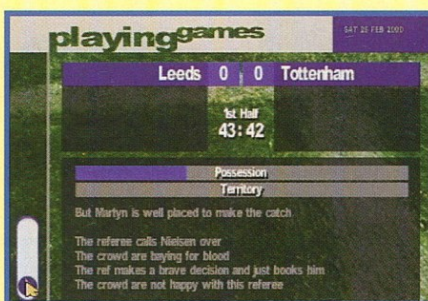 playinggames
SAT 26 FEB 2000
Leeds 0 : 0 Tottenham
1st Half
43:42
Possession
Territory
But Martyn is well placed to make the catch
The referee calls Nielsen over
The crowd are baying for blood
The ref makes a brave decision and just books him
The crowd are not happy with this referee